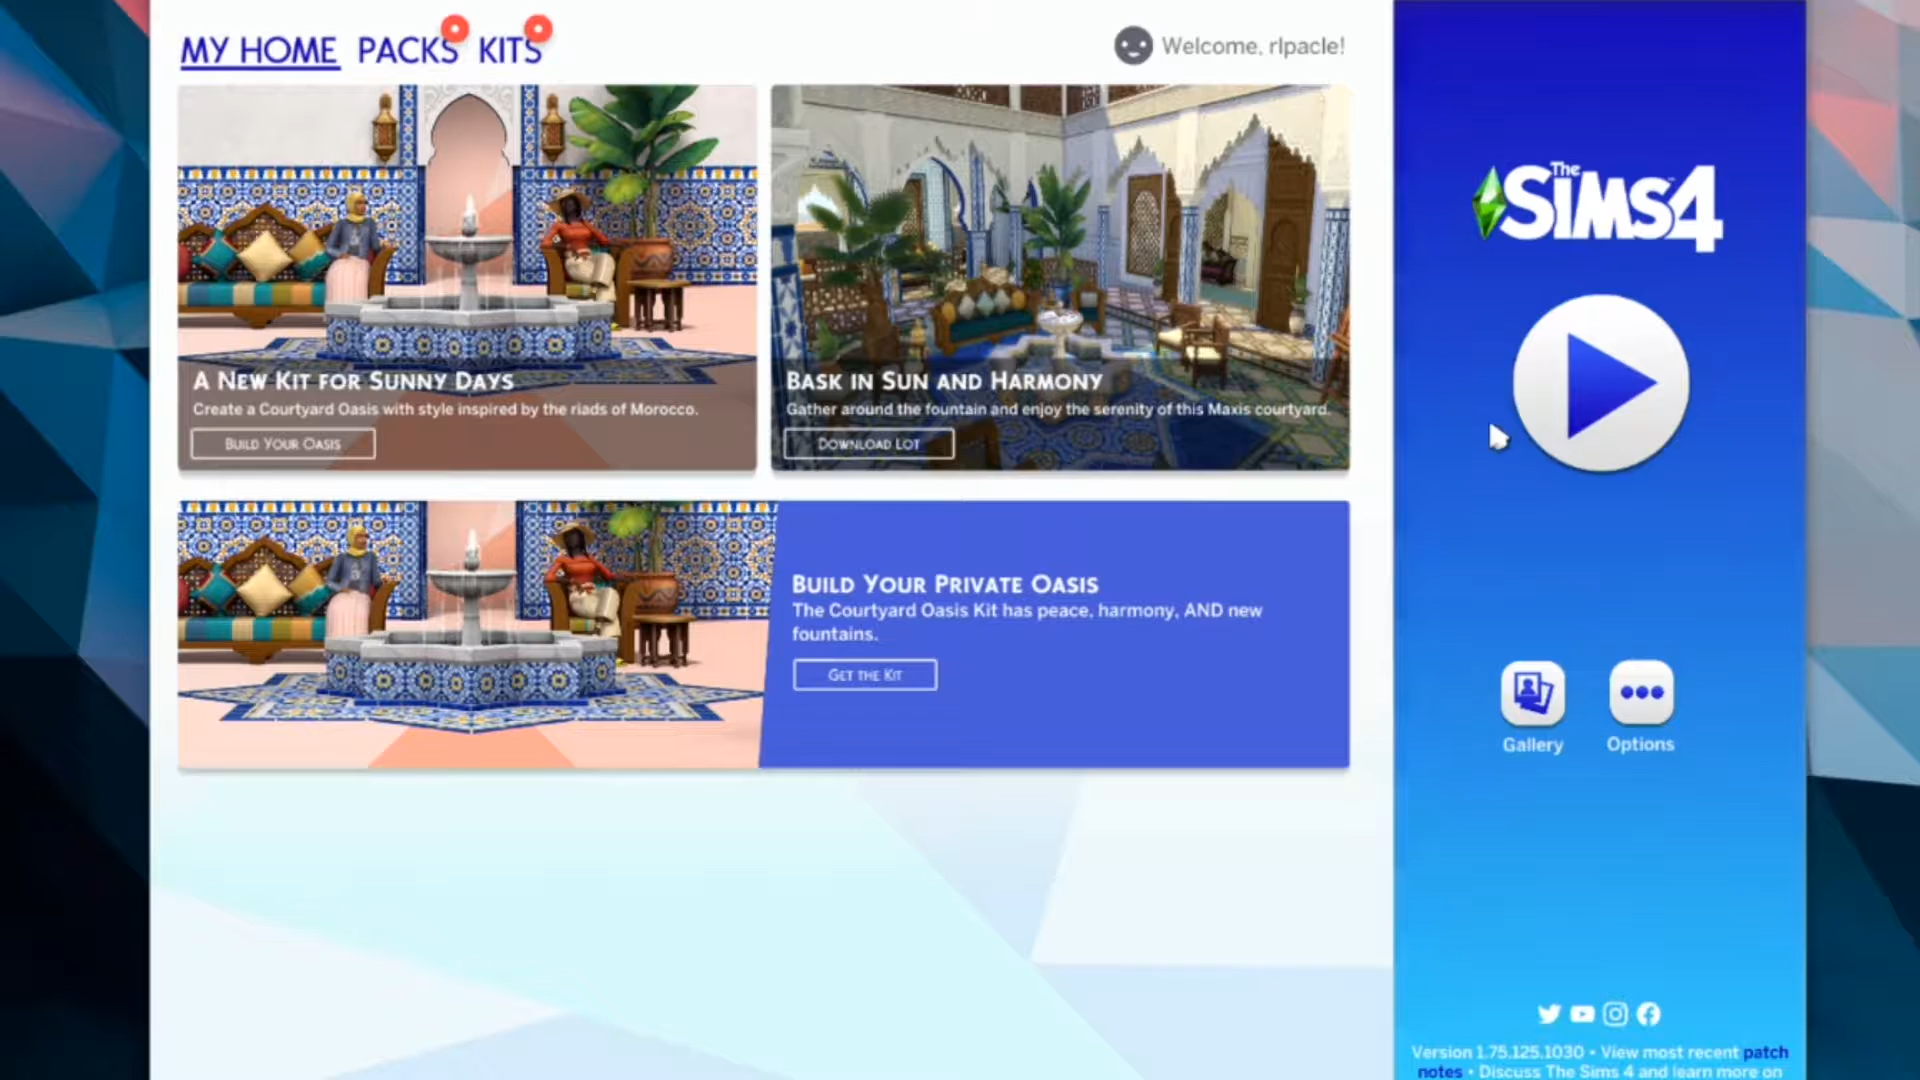 MY HOME PACKS KITS
Welcome, rlpacle!
A NEW KIT FOR SUNNY DAYS
Create a Courtyard Oasis with style inspired by the riads of Morocco.
BUILD YOUR OASIS
BASK IN SUN AND HARMONY
Gather around the fountain and enjoy the serenity of this Maxis courtyard.
DOWNLOAD LOT
BUILD YOUR PRIVATE OASIS
The Courtyard Oasis Kit has peace, harmony, AND new
fountains.
GET THE KIT
The SIMS 4
Gallery
Options
Version 1.75.125.1030 • View most recent patch
notes • Discuss The Sims 4 and learn more on